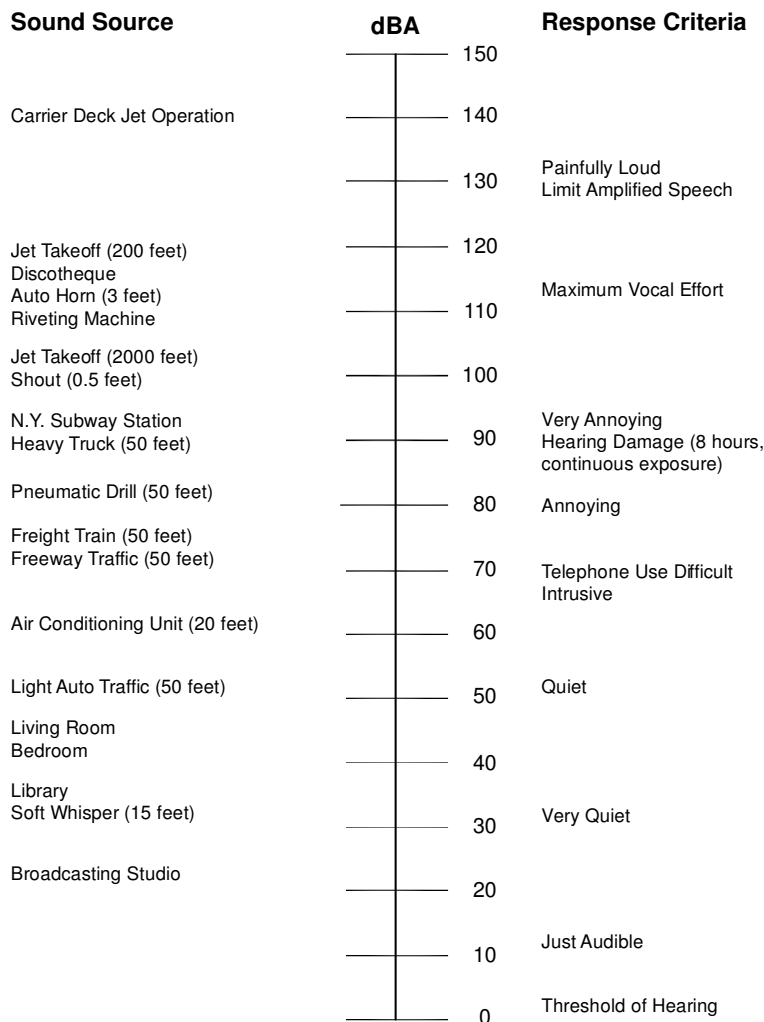 Sound Source
dBA
Response Criteria
150
Carrier Deck Jet Operation
140
130
Painfully Loud
Limit Amplified Speech
Jet Takeoff (200 feet)
Discotheque
Auto Horn (3 feet)
Riveting Machine
120
110
Maximum Vocal Effort
Jet Takeoff (2000 feet)
Shout (0.5 feet)
100
N.Y. Subway Station
Heavy Truck (50 feet)
90
Very Annoying
Hearing Damage (8 hours,
continuous exposure)
Pneumatic Drill (50 feet)
80
Annoying
Freight Train (50 feet)
Freeway Traffic (50 feet)
70
Telephone Use Difficult
Intrusive
Air Conditioning Unit (20 feet)
60
Light Auto Traffic (50 feet)
50
Quiet
Living Room
Bedroom
40
Library
Soft Whisper (15 feet)
30
Very Quiet
Broadcasting Studio
20
10
Just Audible
0
Threshold of Hearing